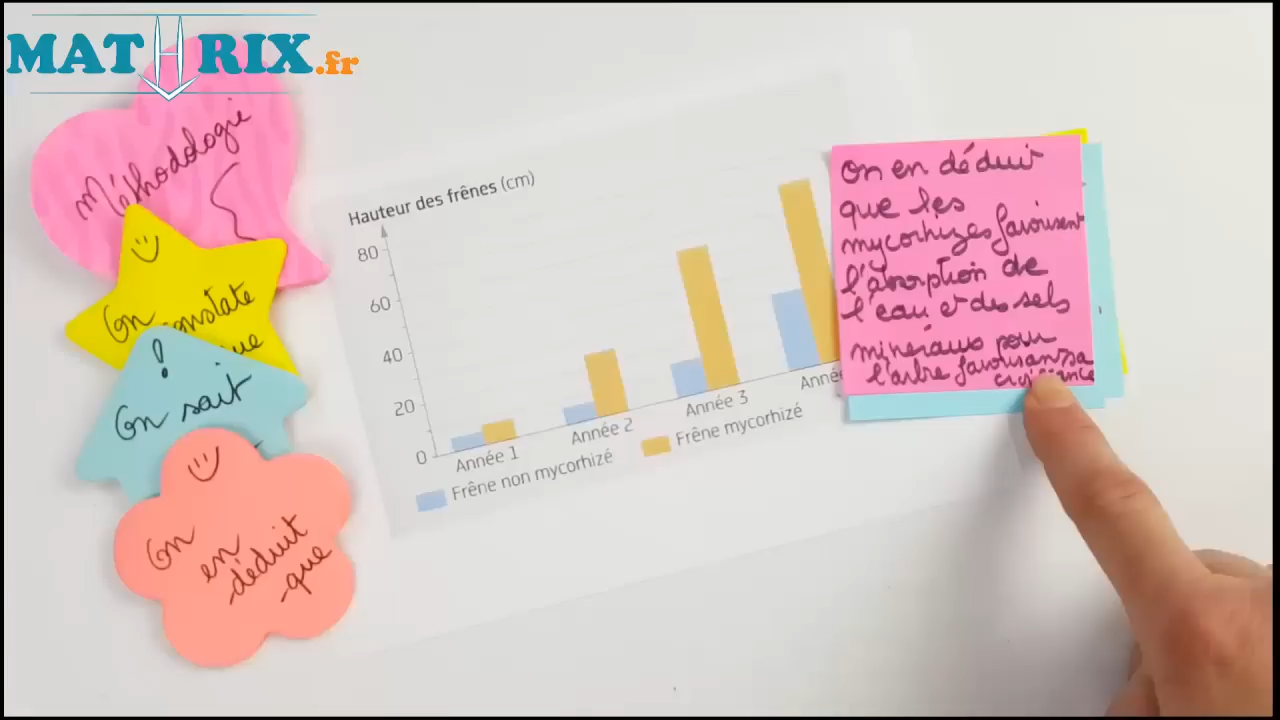 MATHRIX.fr
Méthodologie
On constate
que
On sait
On
en
déduit
que
Hauteur des frênes (cm)
80
60
40
20
0
Année 1
Année 2
Année 3
Anné
Frêne non mycorhizé
Frêne mycorhizé
on en déduit
que les
mycorhizes favorisent
l'absorption de
l'eau et des sels
minéraux pour
l'arbre favorisant sa
croissance